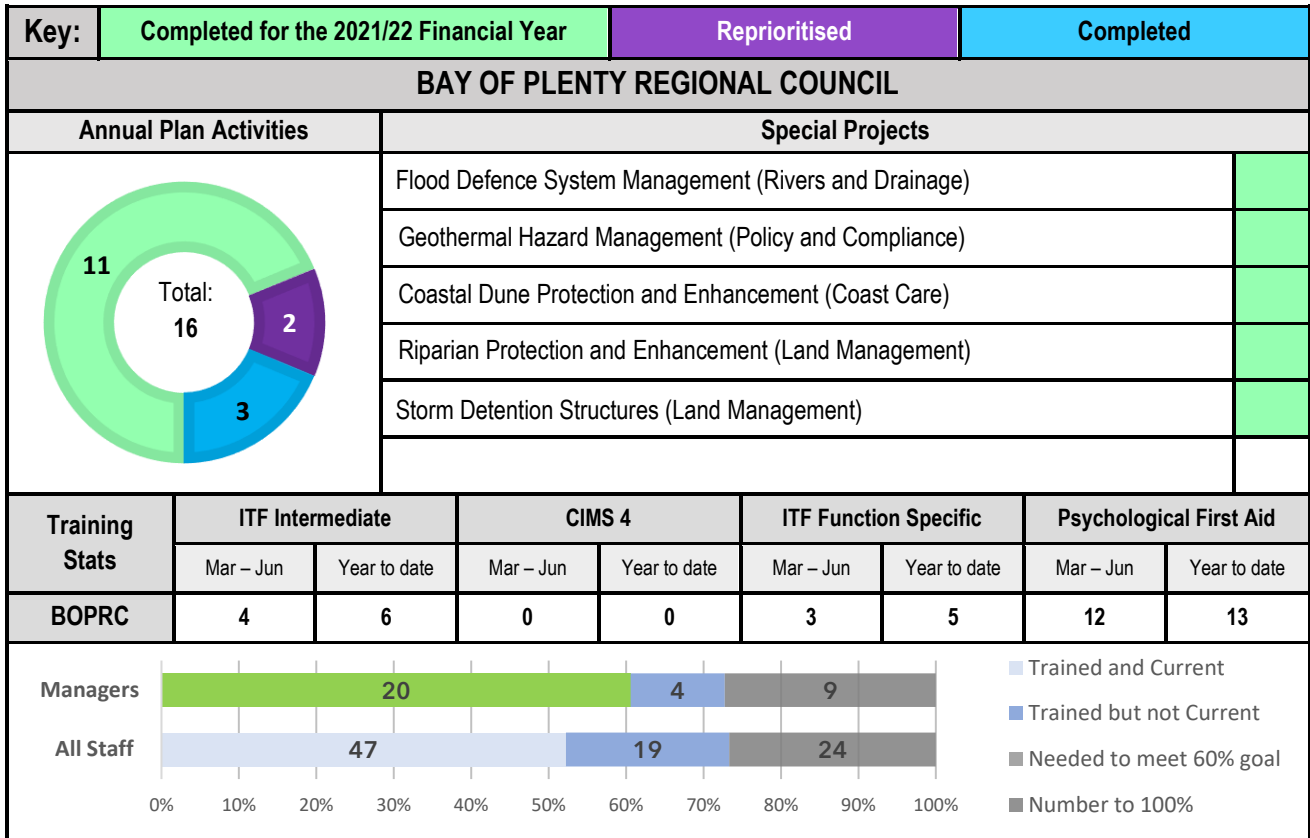 Key: Completed for the 2021/22 Financial Year Reprioritised Completed
BAY OF PLENTY REGIONAL COUNCIL
Annual Plan Activities Special Projects
11
Total:
16
2
3
Flood Defence System Management (Rivers and Drainage)
Geothermal Hazard Management (Policy and Compliance)
Coastal Dune Protection and Enhancement (Coast Care)
Riparian Protection and Enhancement (Land Management)
Storm Detention Structures (Land Management)
Training
Stats
ITF Intermediate CIMS 4 ITF Function Specific Psychological First Aid
Mar – Jun Year to date Mar – Jun Year to date Mar – Jun Year to date Mar – Jun Year to date
BOPRC 4 6 0 0 3 5 12 13
Managers 20 4 9
All Staff 47 19 24
0% 10% 20% 30% 40% 50% 60% 70% 80% 90% 100%
Trained and Current
Trained but not Current
Needed to meet 60% goal
Number to 100%